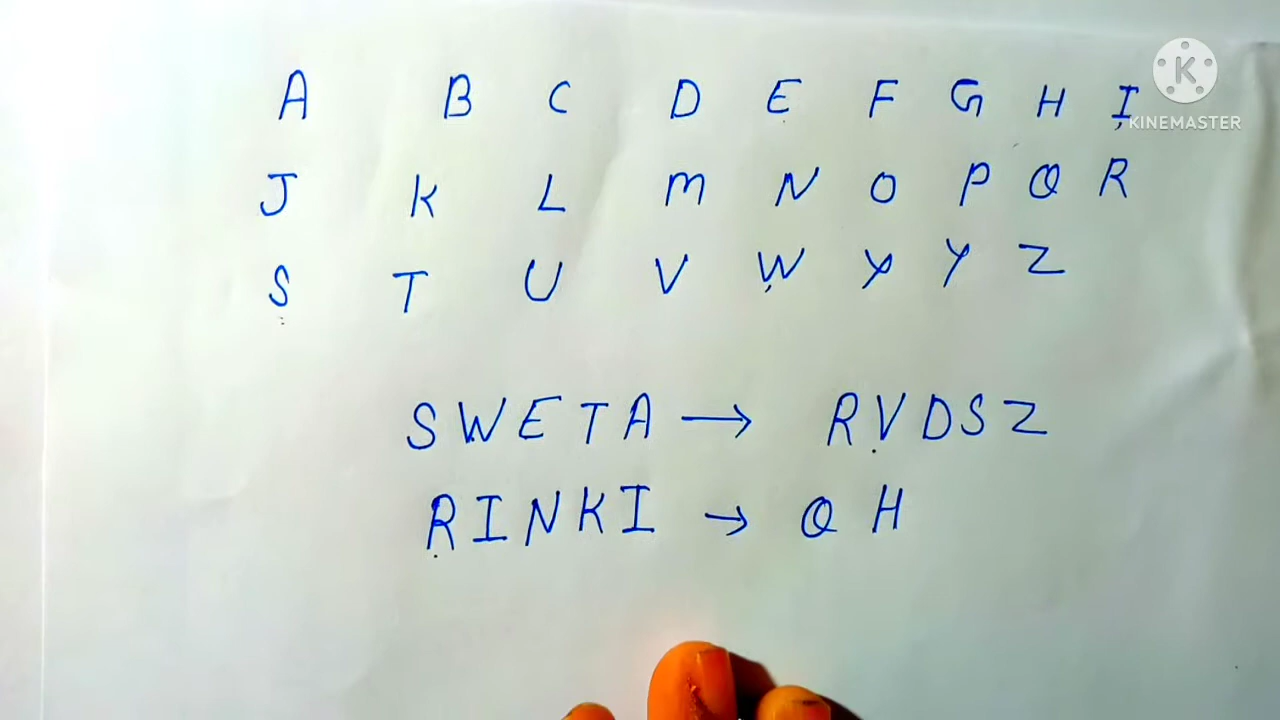 A B C D E F G H I
KINEMASTER
J K L M N O P Q R
S T U V W X Y Z
SWETA → RVDSZ
RINKI → QH